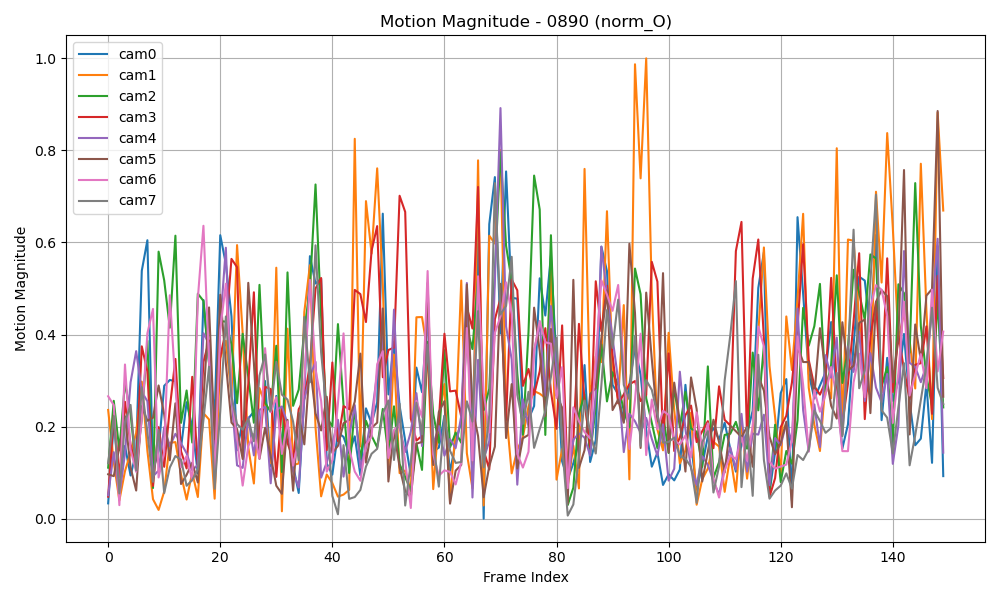 Motion Magnitude - 0890 (norm_O)
cam0
cam1
cam2
cam3
cam4
cam5
cam6
cam7
1.0
0.8
0.6
0.4
0.2
0.0
Motion Magnitude
0
20
40
60
80
100
120
140
Frame Index